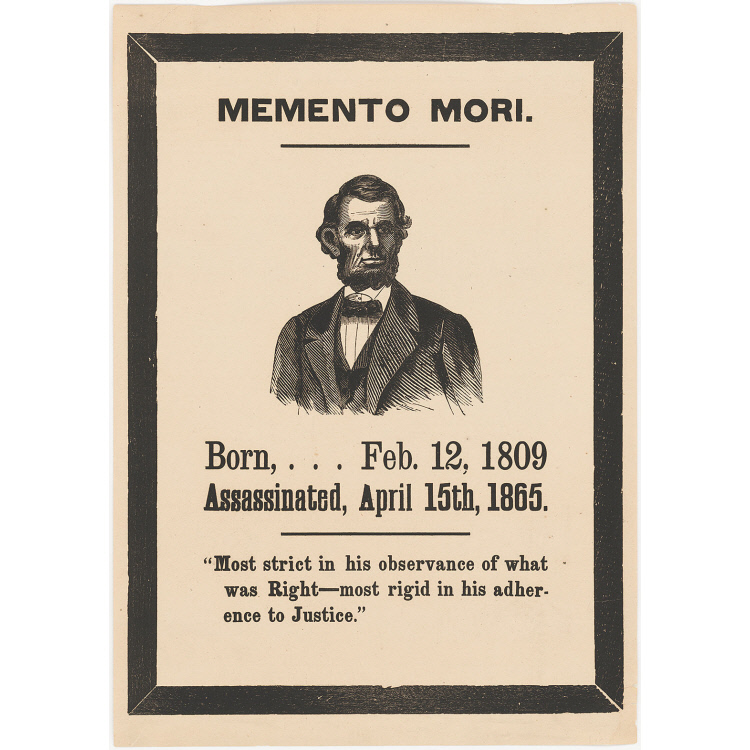 MEMENTO MORI.
Born, . . . Feb. 12, 1809
Assassinated, April 15th, 1865.
"Most strict in his observance of what
was Right—most rigid in his adher-
ence to Justice."